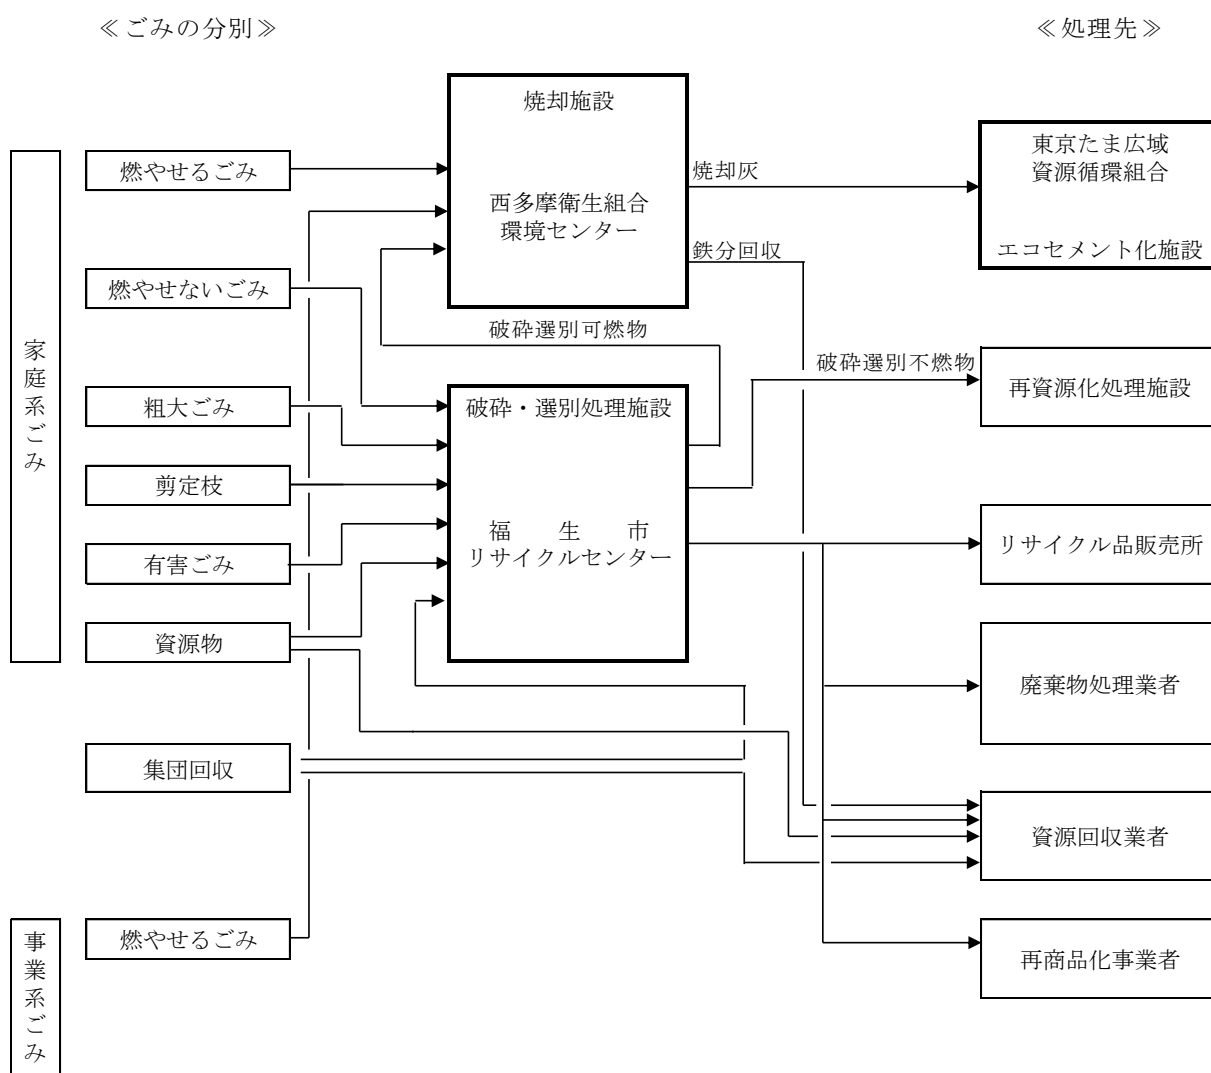 ≪ごみの分別≫
≪処理先≫
焼却施設
西多摩衛生組合
環境センター
東京たま広域
資源循環組合
エコセメント化施設
家庭系ごみ
燃やせるごみ
燃やせないごみ
粗大ごみ
剪定枝
有害ごみ
資源物
集団回収
焼却灰
鉄分回収
破砕選別可燃物
破砕選別不燃物
破砕・選別処理施設
福生市
リサイクルセンター
再資源化処理施設
リサイクル品販売所
廃棄物処理業者
資源回収業者
再商品化事業者
事業系ごみ
燃やせるごみ